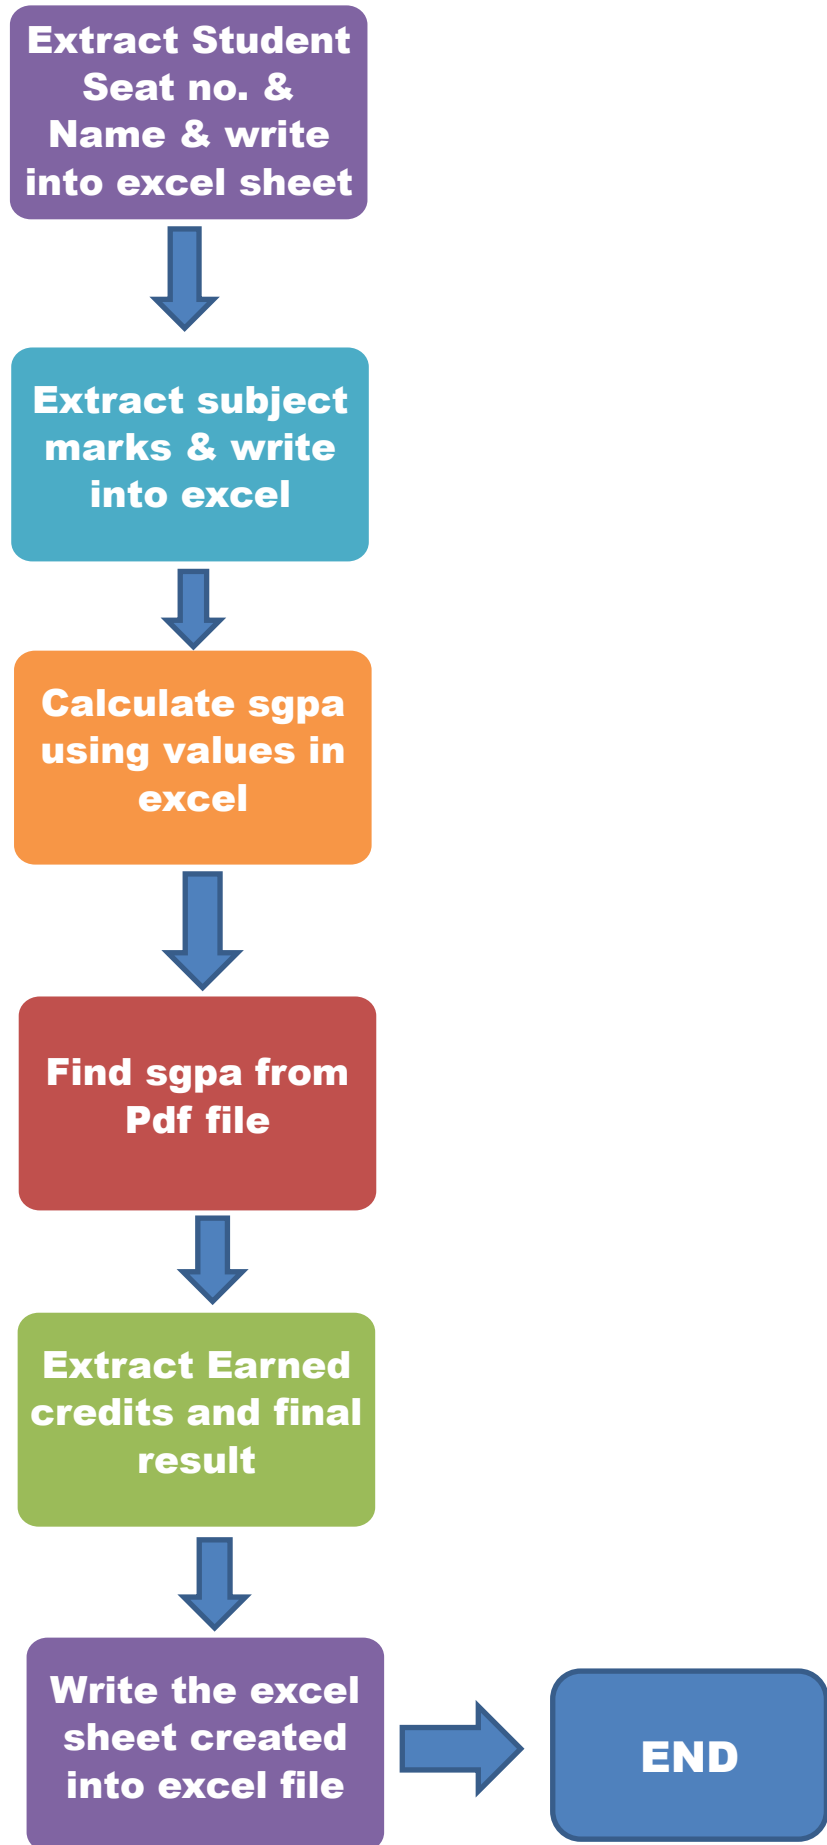 Extract Student
Seat no. &
Name & write
into excel sheet
Extract subject
marks & write
into excel
Calculate sgpa
using values in
excel
Find sgpa from
Pdf file
Extract Earned
credits and final
result
Write the excel
sheet created
into excel file
END